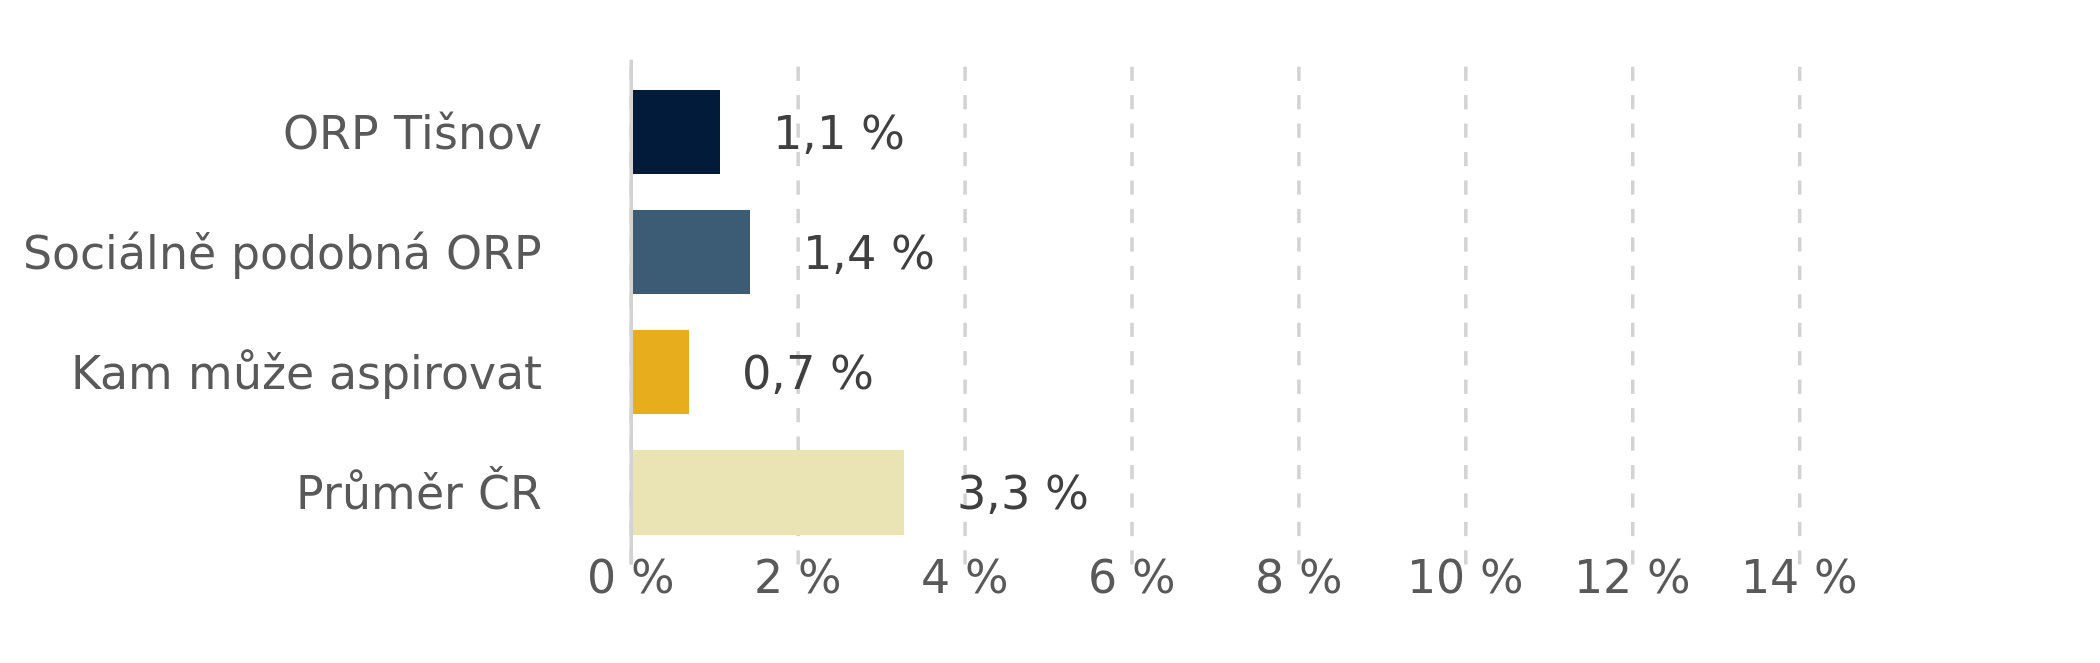 ORP Tišnov 1,1 %
Sociálně podobná ORP 1,4 %
Kam může aspirovat 0,7 %
Průměr ČR 3,3 %
0 % 2 % 4 % 6 % 8 % 10 % 12 % 14 %